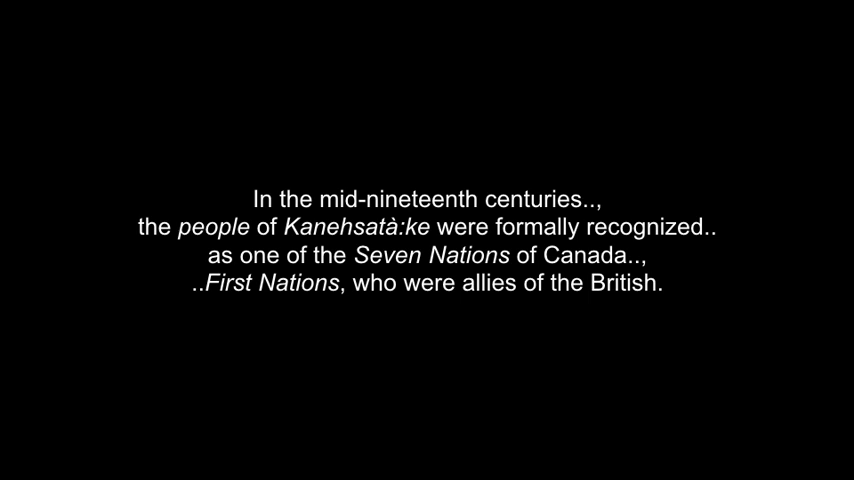 In the mid-nineteenth centuries..,
the people of Kanehsatà:ke were formally recognized..
as one of the Seven Nations of Canada..,
..First Nations, who were allies of the British.